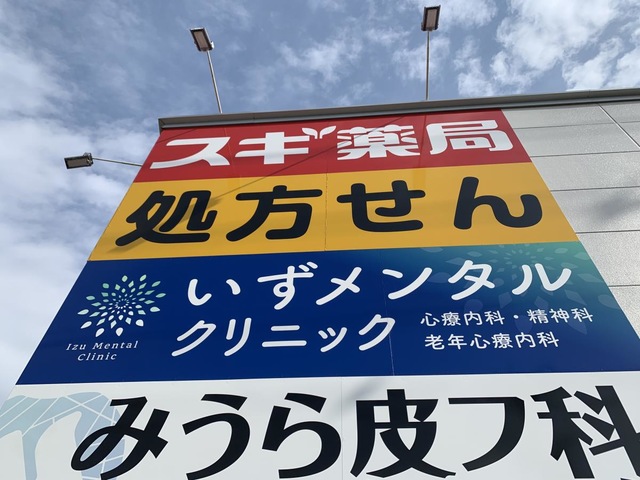 スギ薬局
処方せん
いずメンタル
クリニック
心療内科・精神科
老年心療内科
Izu Mental
Clinic
みうら皮フ科